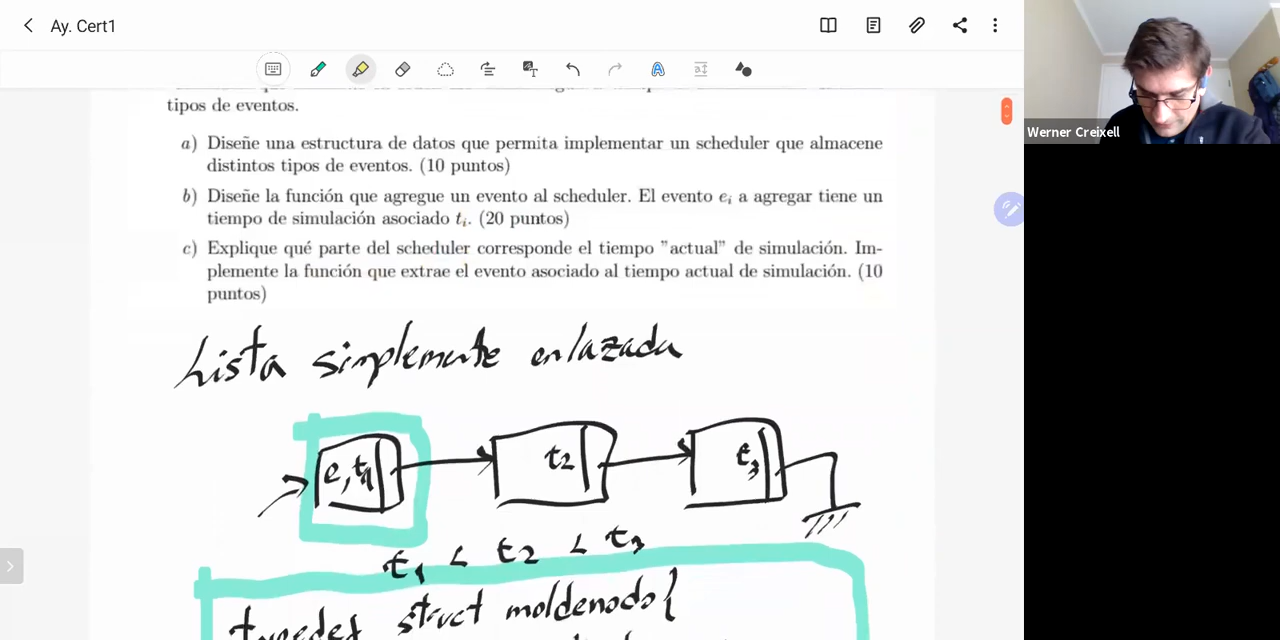 Ay. Cert1
tipos de eventos.
a) Diseñe una estructura de datos que permita implementar un scheduler que almacene
distintos tipos de eventos. (10 puntos)
b) Diseñe la función que agregue un evento al scheduler. El evento eᵢ a agregar tiene un
tiempo de simulación asociado tᵢ. (20 puntos)
c) Explique qué parte del scheduler corresponde el tiempo "actual" de simulación. Im-
plemente la función que extrae el evento asociado al tiempo actual de simulación. (10
puntos)
Lista simplemente enlazada
e, t1 t2 t3
t1 < t2 < t3
typedef struct moldenodo{
Werner Creixell